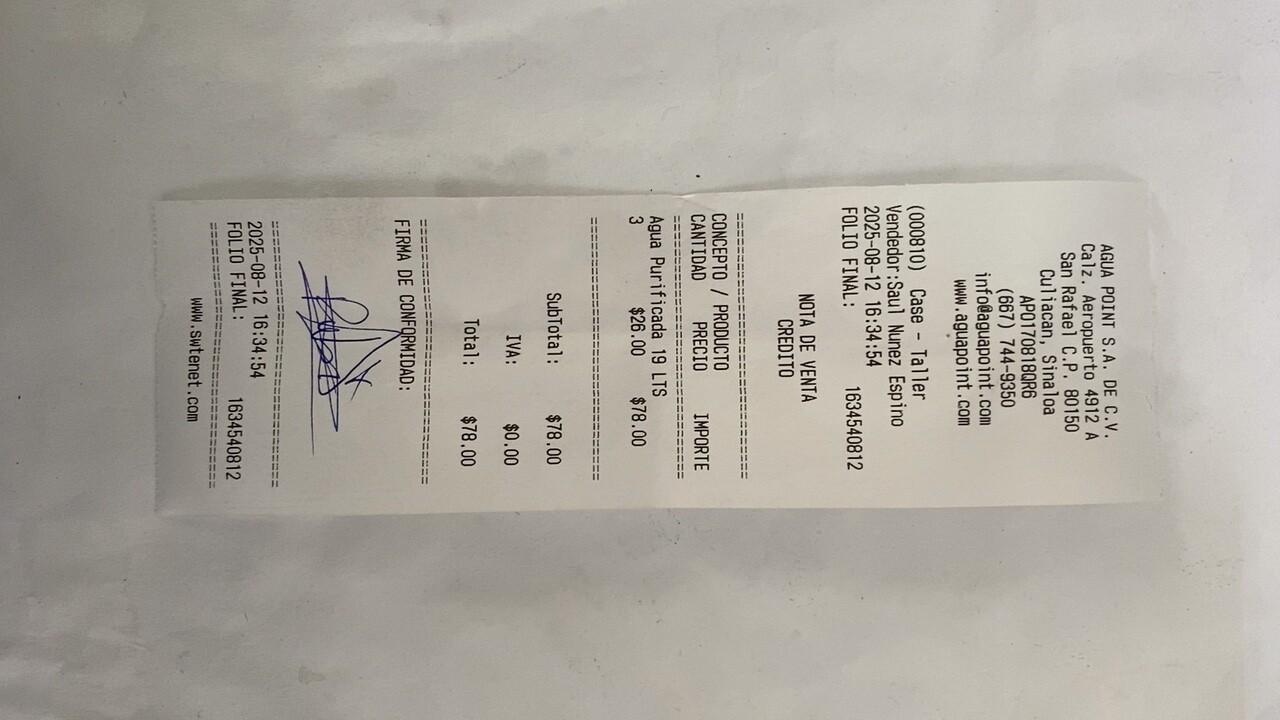 AGUA POINT S.A. DE C.V.
Calz. Aeropuerto 4912 A
San Rafael C.P. 80150
Culiacan, Sinaloa
APO170818QR6
(667) 744-9350
info@aguapoint.com
www.aguapoint.com
(000810) Case - Taller
Vendedor:Saul Nunez Espino
2025-08-12 16:34:54
FOLIO FINAL: 1634540812
NOTA DE VENTA
CREDITO
==============================
CONCEPTO / PRODUCTO
CANTIDAD PRECIO IMPORTE
==============================
Agua Purificada 19 LTS
3 $26.00 $78.00
==============================
SubTotal: $78.00
IVA: $0.00
Total: $78.00
==============================
FIRMA DE CONFORMIDAD:
==============================
2025-08-12 16:34:54
FOLIO FINAL: 1634540812
==============================
www.swtenet.com